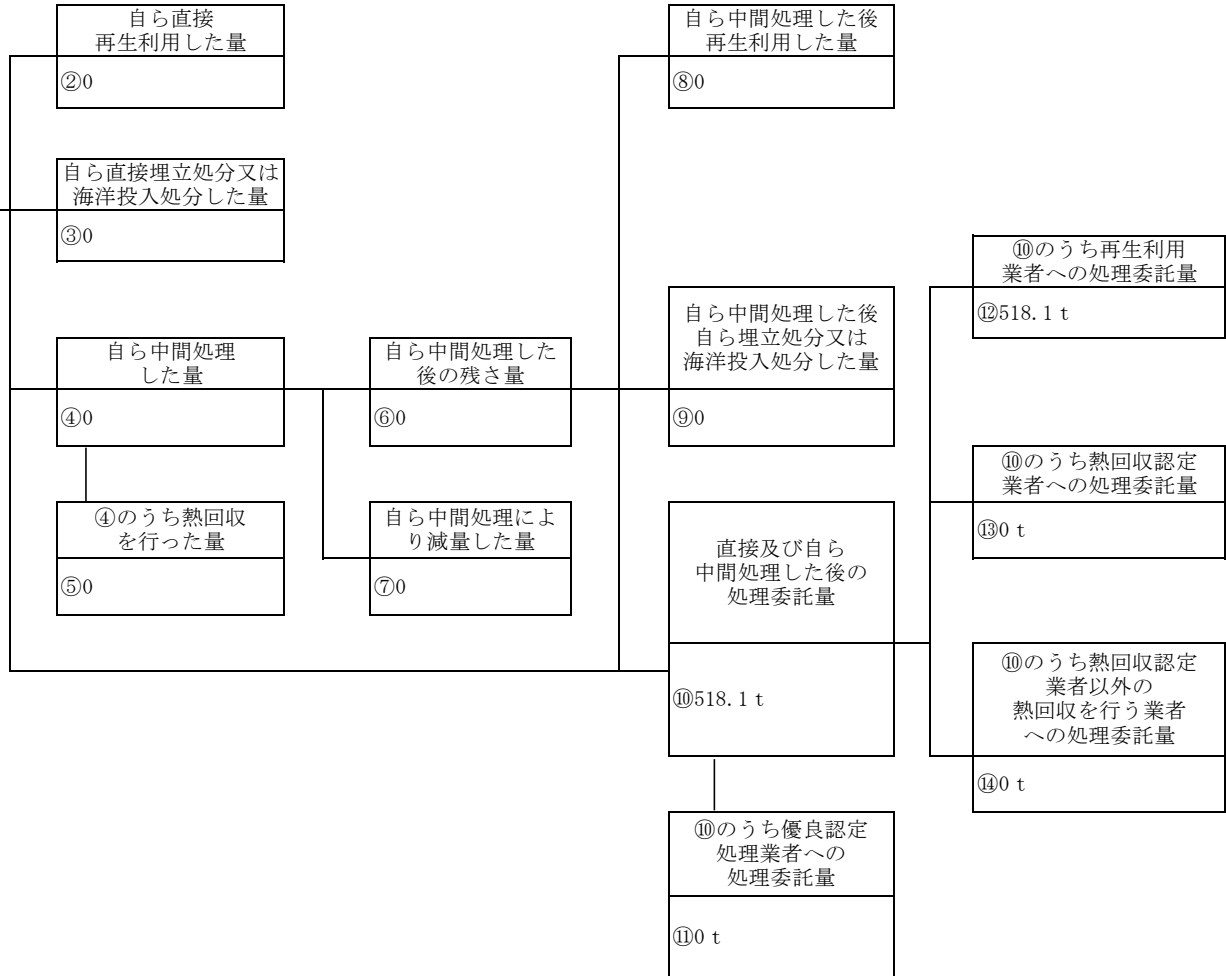 自ら直接
再生利用した量
②0
自ら直接埋立処分又は
海洋投入処分した量
③0
自ら中間処理
した量
④0
④のうち熱回収
を行った量
⑤0
自ら中間処理した
後の残さ量
⑥0
自ら中間処理によ
り減量した量
⑦0
自ら中間処理した後
再生利用した量
⑧0
自ら中間処理した後
自ら埋立処分又は
海洋投入処分した量
⑨0
直接及び自ら
中間処理した後の
処理委託量
⑩518.1 t
⑩のうち優良認定
処理業者への
処理委託量
⑪0 t
⑩のうち再生利用
業者への処理委託量
⑫518.1 t
⑩のうち熱回収認定
業者への処理委託量
⑬0 t
⑩のうち熱回収認定
業者以外の
熱回収を行う業者
への処理委託量
⑭0 t